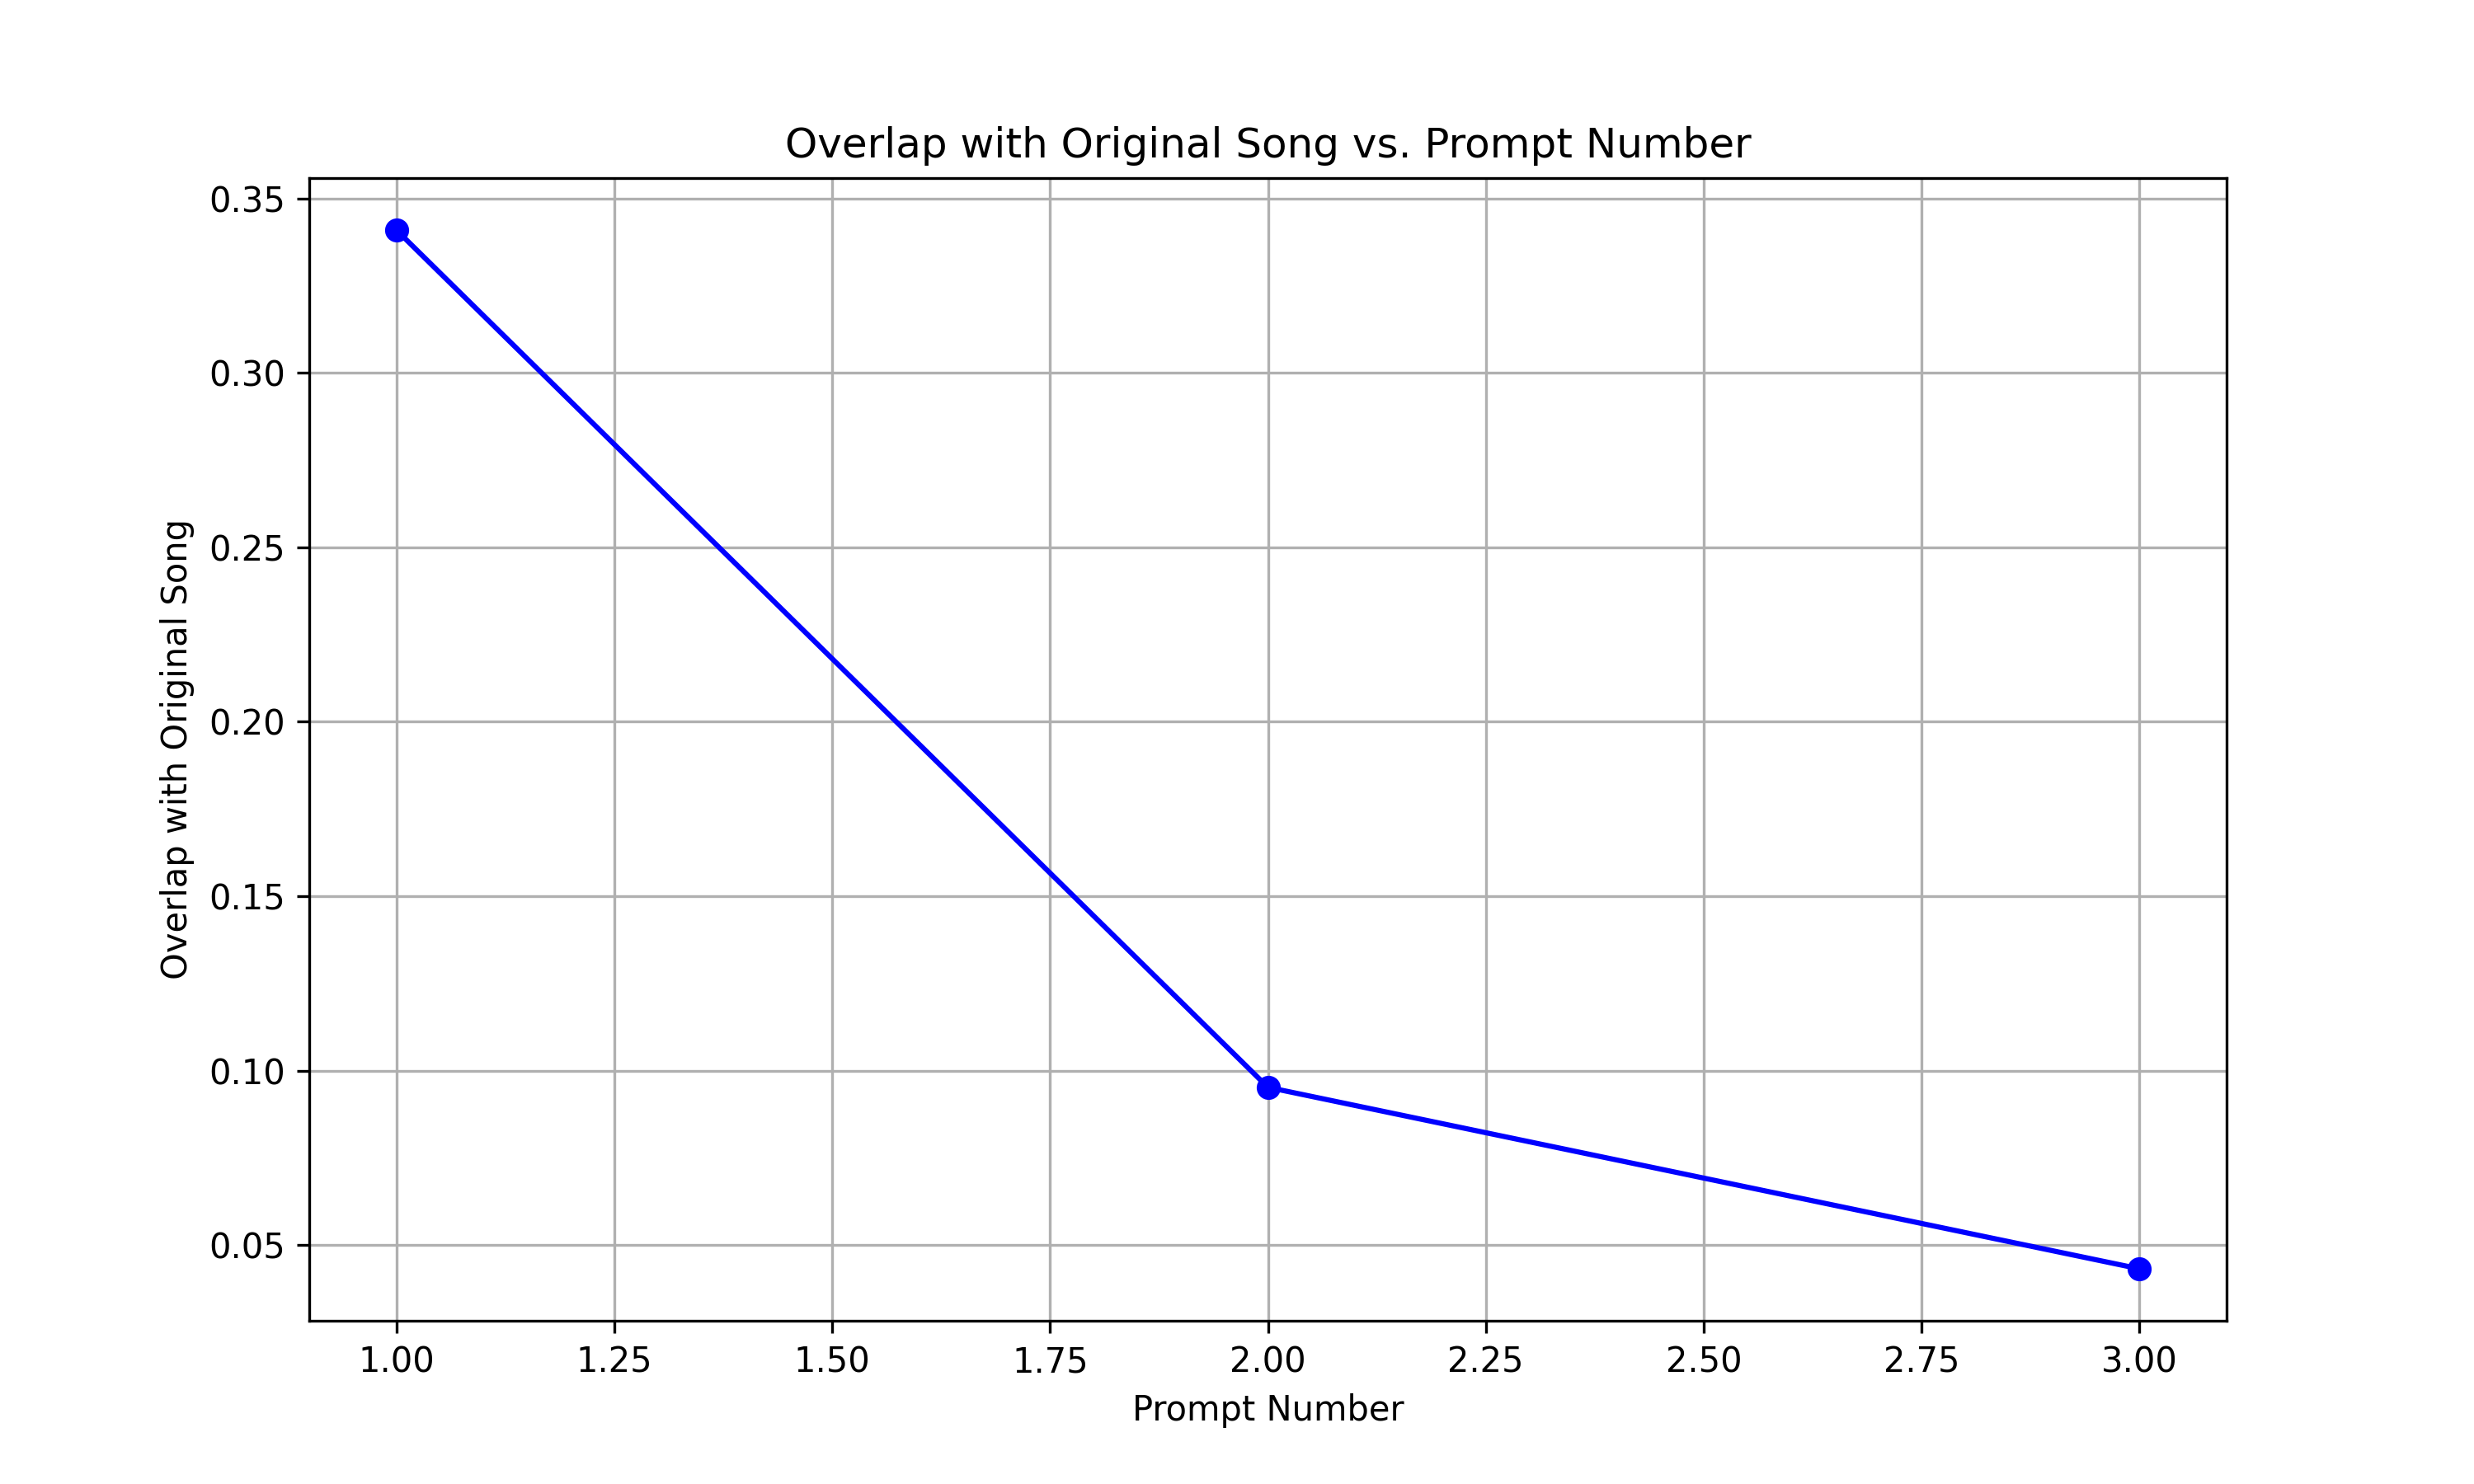 Overlap with Original Song vs. Prompt Number
Overlap with Original Song
0.35
0.30
0.25
0.20
0.15
0.10
0.05
1.00 1.25 1.50 1.75 2.00 2.25 2.50 2.75 3.00
Prompt Number